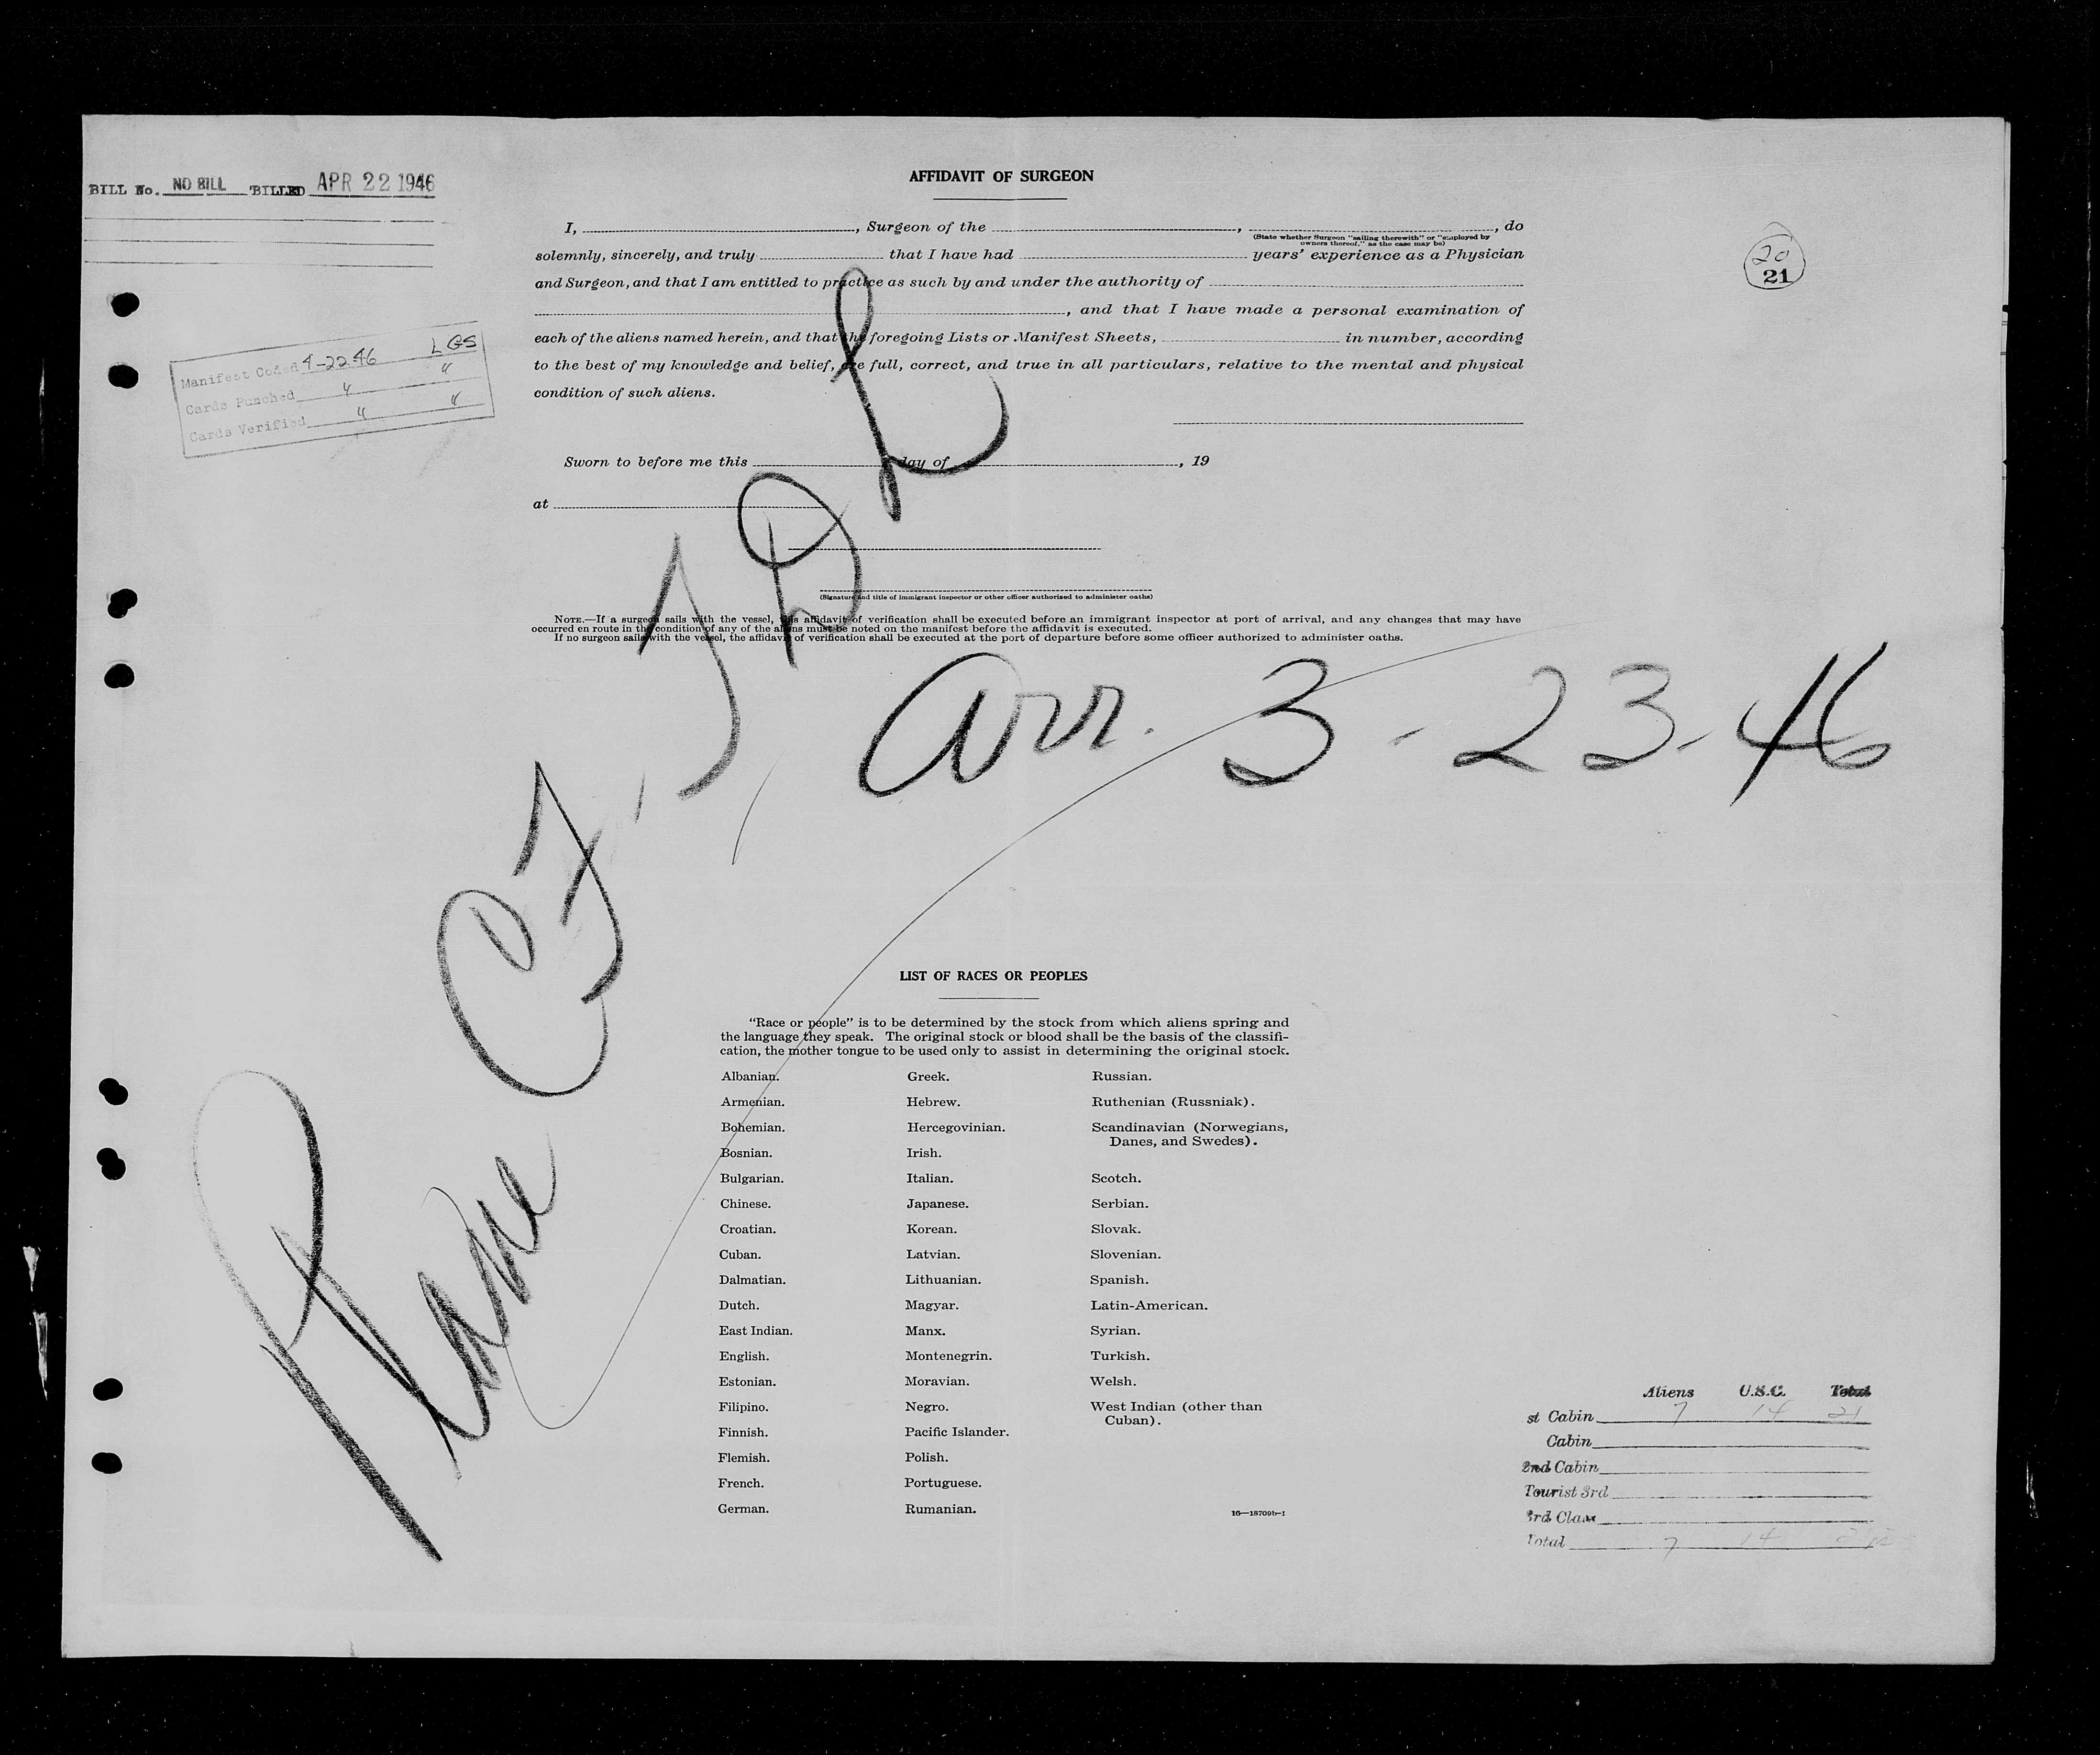 BILL No. NO BILL BILLED APR 22 1946
AFFIDAVIT OF SURGEON
I, , Surgeon of the , , do
(State whether Surgeon "sailing therewith" or "employed by
owners thereof," as the case may be)
20
21
solemnly, sincerely, and truly that I have had years' experience as a Physician
and Surgeon, and that I am entitled to practice as such by and under the authority of
, and that I have made a personal examination of
each of the aliens named herein, and that the foregoing Lists or Manifest Sheets, in number, according
to the best of my knowledge and belief, are full, correct, and true in all particulars, relative to the mental and physical
condition of such aliens.
Manifest Coded 4-22-46 LGS
Cards Punched " "
Cards Verified " "
Sworn to before me this day of , 19
at
(Signature and title of immigrant inspector or other officer authorized to administer oaths)
NOTE.—If a surgeon sails with the vessel, this affidavit of verification shall be executed before an immigrant inspector at port of arrival, and any changes that may have
occurred en route in the condition of any of the aliens must be noted on the manifest before the affidavit is executed.
If no surgeon sails with the vessel, the affidavit of verification shall be executed at the port of departure before some officer authorized to administer oaths.
Plane CF-TDL
arr. 3-23-46
LIST OF RACES OR PEOPLES
"Race or people" is to be determined by the stock from which aliens spring and
the language they speak. The original stock or blood shall be the basis of the classifi-
cation, the mother tongue to be used only to assist in determining the original stock.
Albanian. Greek. Russian.
Armenian. Hebrew. Ruthenian (Russniak).
Bohemian. Hercegovinian. Scandinavian (Norwegians,
Danes, and Swedes).
Bosnian. Irish.
Bulgarian. Italian. Scotch.
Chinese. Japanese. Serbian.
Croatian. Korean. Slovak.
Cuban. Latvian. Slovenian.
Dalmatian. Lithuanian. Spanish.
Dutch. Magyar. Latin-American.
East Indian. Manx. Syrian.
English. Montenegrin. Turkish.
Estonian. Moravian. Welsh.
Filipino. Negro. West Indian (other than
Cuban).
Finnish. Pacific Islander.
Flemish. Polish.
French. Portuguese.
German. Rumanian.
16—18709b-1
Aliens U.S.C. Total
st Cabin 7 14 21
Cabin
2nd Cabin
Tourist 3rd
3rd Class
Total 7 14